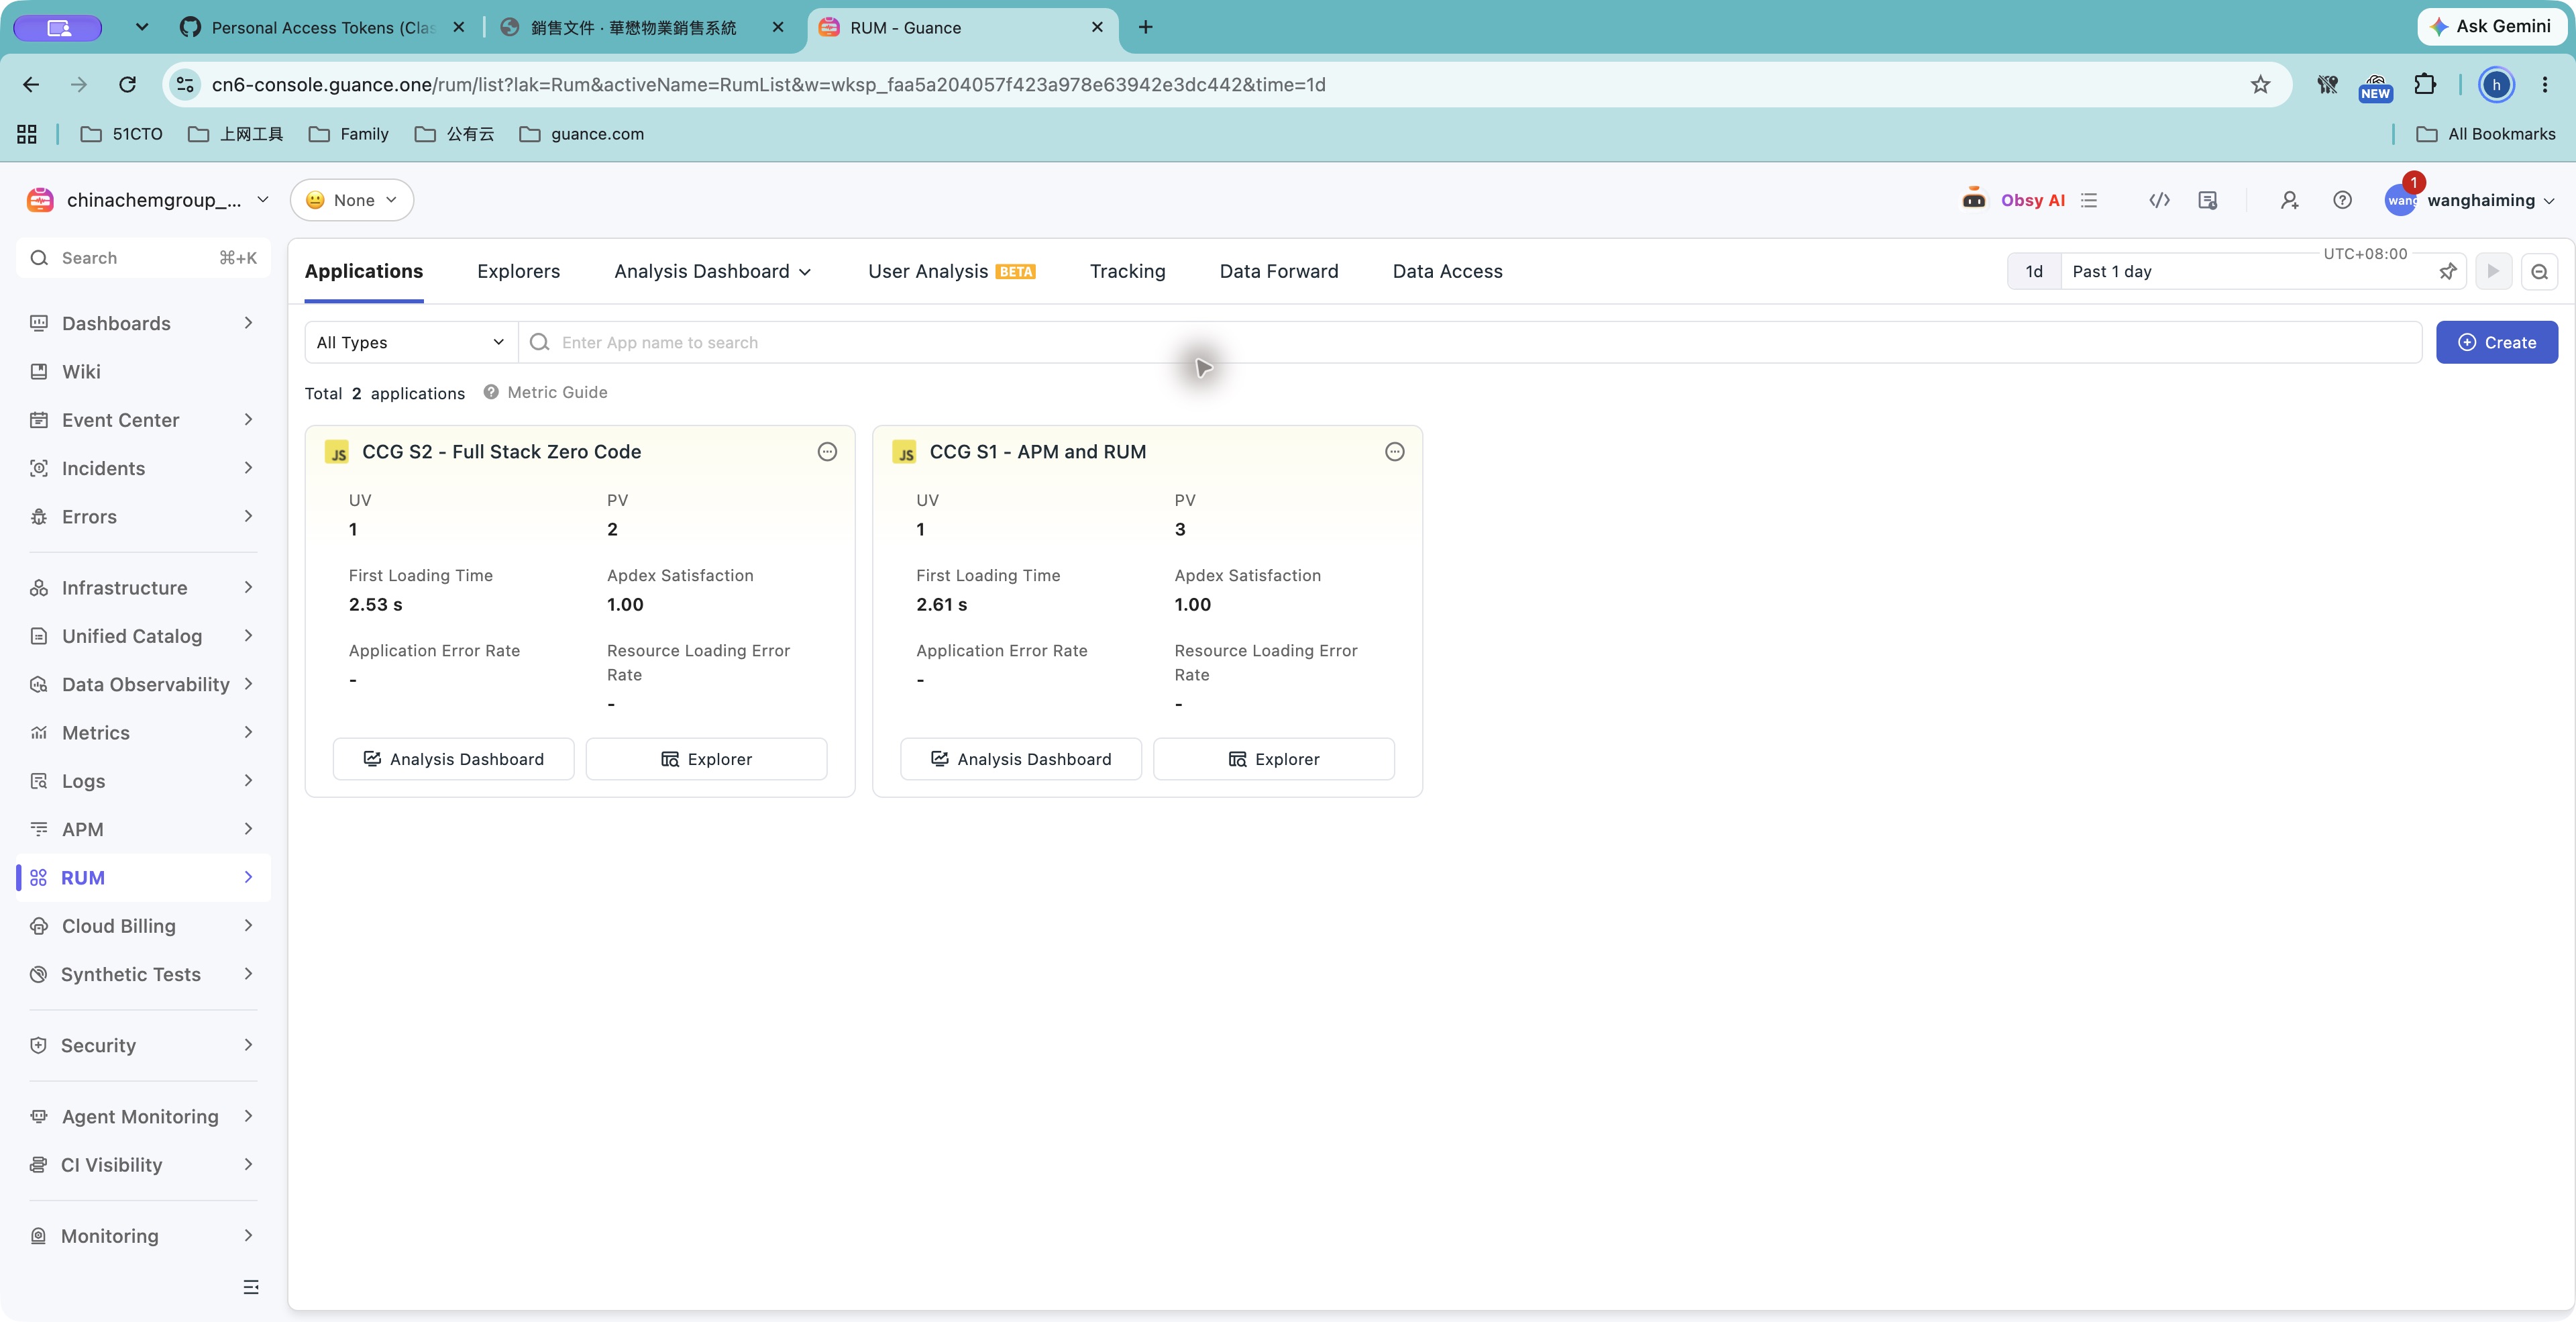 Personal Access Tokens (Clas
銷售文件 · 華懋物業銷售系統
RUM - Guance
Ask Gemini
cn6-console.guance.one/rum/list?lak=Rum&activeName=RumList&w=wksp_faa5a204057f423a978e63942e3dc442&time=1d
NEW
h
51CTO
上网工具
Family
公有云
guance.com
All Bookmarks
chinachemgroup_...
None
Obsy AI
1
wang
wanghaiming
Search
⌘+K
Applications
Explorers
Analysis Dashboard
User Analysis BETA
Tracking
Data Forward
Data Access
UTC+08:00
1d
Past 1 day
Dashboards
Wiki
Event Center
Incidents
Errors
Infrastructure
Unified Catalog
Data Observability
Metrics
Logs
APM
RUM
Cloud Billing
Synthetic Tests
Security
Agent Monitoring
CI Visibility
Monitoring
All Types
Enter App name to search
Create
Total 2 applications
Metric Guide
JS
CCG S2 - Full Stack Zero Code
UV
PV
1
2
First Loading Time
Apdex Satisfaction
2.53 s
1.00
Application Error Rate
Resource Loading Error
Rate
-
-
Analysis Dashboard
Explorer
JS
CCG S1 - APM and RUM
UV
PV
1
3
First Loading Time
Apdex Satisfaction
2.61 s
1.00
Application Error Rate
Resource Loading Error
Rate
-
-
Analysis Dashboard
Explorer